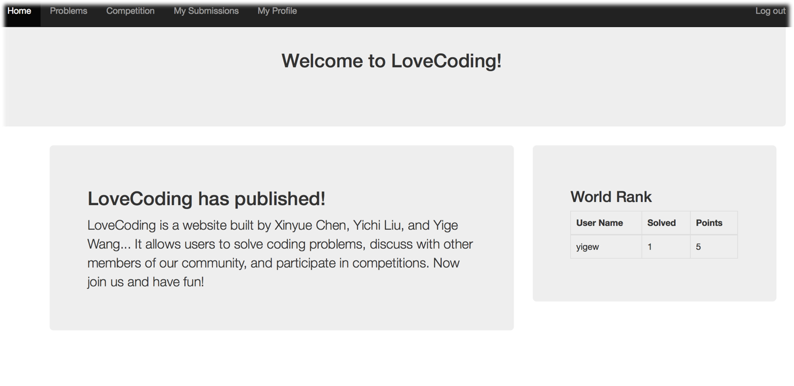 Home Problems Competition My Submissions My Profile Log out
Welcome to LoveCoding!
LoveCoding has published!
LoveCoding is a website built by Xinyue Chen, Yichi Liu, and Yige
Wang... It allows users to solve coding problems, discuss with other
members of our community, and participate in competitions. Now
join us and have fun!
World Rank
User Name Solved Points
yigew 1 5